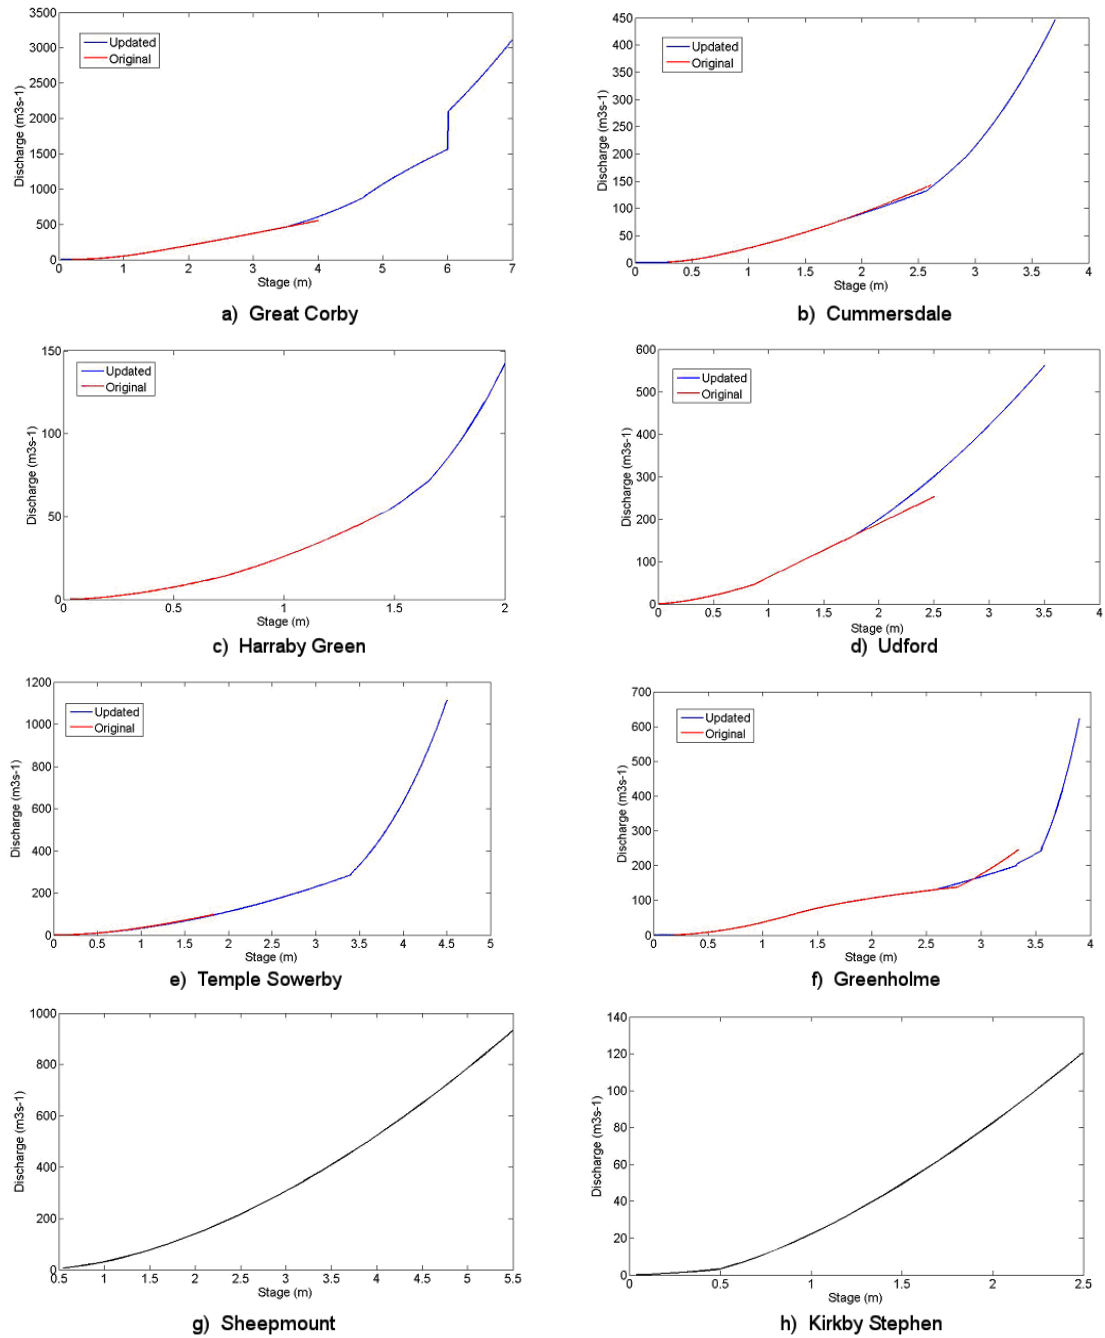 3500
3000
2500
2000
1500
1000
500
0
Discharge (m3s-1)
Updated
Original
0 1 2 3 4 5 6 7
Stage (m)
a) Great Corby
450
400
350
300
250
200
150
100
50
0
Discharge (m3s-1)
Updated
Original
0 0.5 1 1.5 2 2.5 3 3.5 4
Stage (m)
b) Cummersdale
150
100
50
0
Discharge (m3s-1)
Updated
Original
0 0.5 1 1.5 2
Stage (m)
c) Harraby Green
600
500
400
300
200
100
0
Discharge (m3s-1)
Updated
Original
0 0.5 1 1.5 2 2.5 3 3.5 4
Stage (m)
d) Udford
1200
1000
800
600
400
200
0
Discharge (m3s-1)
Updated
Original
0 0.5 1 1.5 2 2.5 3 3.5 4 4.5 5
Stage (m)
e) Temple Sowerby
700
600
500
400
300
200
100
0
Discharge (m3s-1)
Updated
Original
0 0.5 1 1.5 2 2.5 3 3.5 4
Stage (m)
f) Greenholme
1000
800
600
400
200
0
Discharge (m3s-1)
0.5 1 1.5 2 2.5 3 3.5 4 4.5 5 5.5
Stage (m)
g) Sheepmount
140
120
100
80
60
40
20
0
Discharge (m3s-1)
0 0.5 1 1.5 2 2.5
Stage (m)
h) Kirkby Stephen